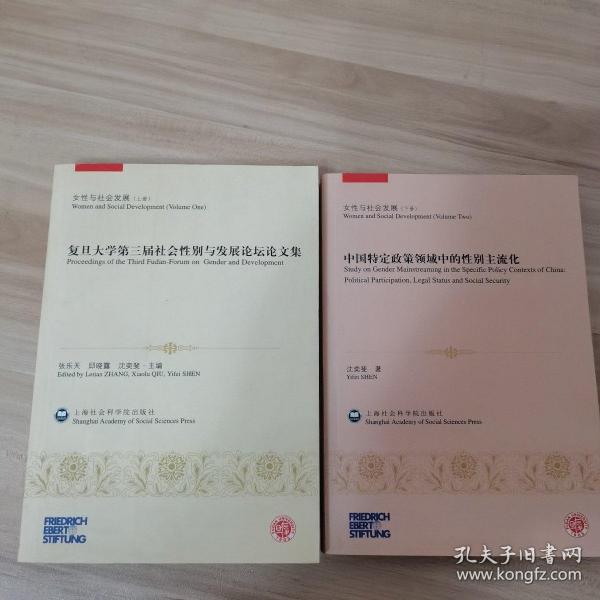 女性与社会发展（上册）
Women and Social Development (Volume One)
复旦大学第三届社会性别与发展论坛论文集
Proceedings of the Third Fudan-Forum on Gender and Development
张乐天 邱晓露 沈奕斐·主编
Edited by Letian ZHANG, Xiaolu QIU, Yifei SHEN
上海社会科学院出版社
Shanghai Academy of Social Sciences Press
FRIEDRICH
EBERT
STIFTUNG
女性与社会发展（下册）
Women and Social Development (Volume Two)
中国特定政策领域中的性别主流化
Study on Gender Mainstreaming in the Specific Policy Contexts of China:
Political Participation, Legal Status and Social Security
沈奕斐 著
Yifei SHEN
上海社会科学院出版社
Shanghai Academy of Social Sciences Press
FRIEDRICH
EBERT
STIFTUNG
孔夫子旧书网
www.kongfz.com